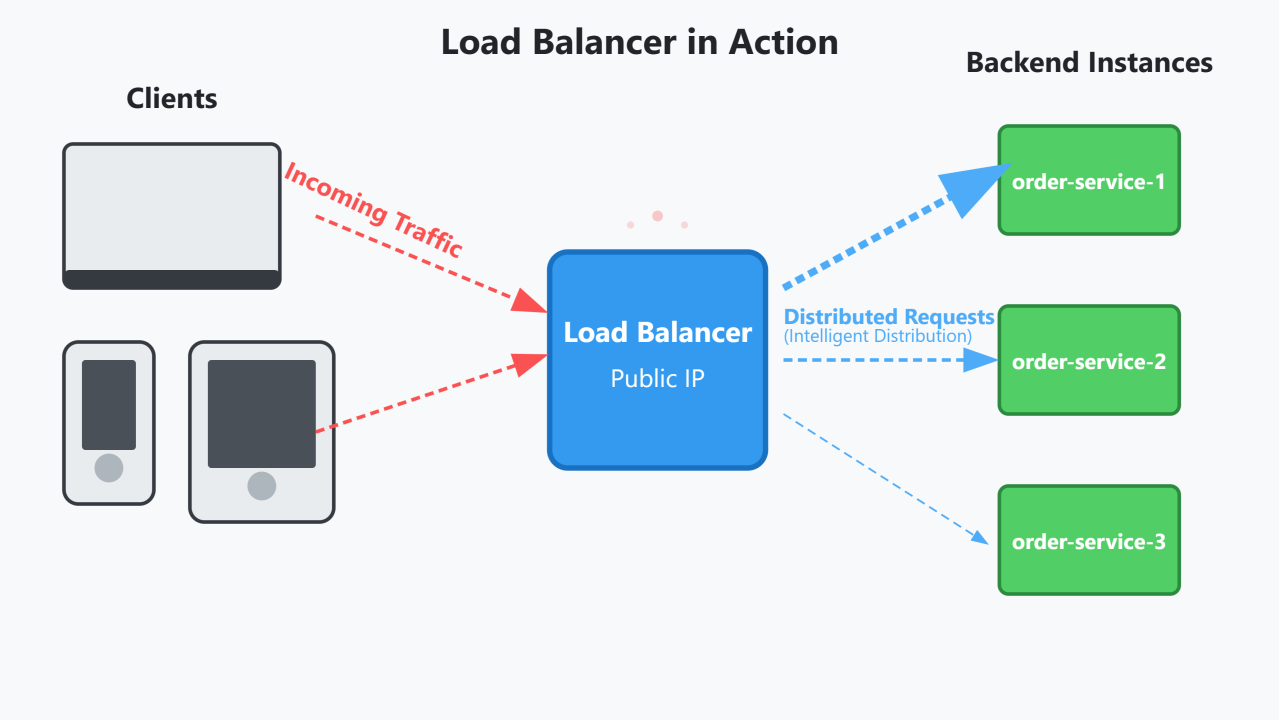 Load Balancer in Action
Clients
Backend Instances
Incoming Traffic
Load Balancer
Public IP
Distributed Requests
(Intelligent Distribution)
order-service-1
order-service-2
order-service-3